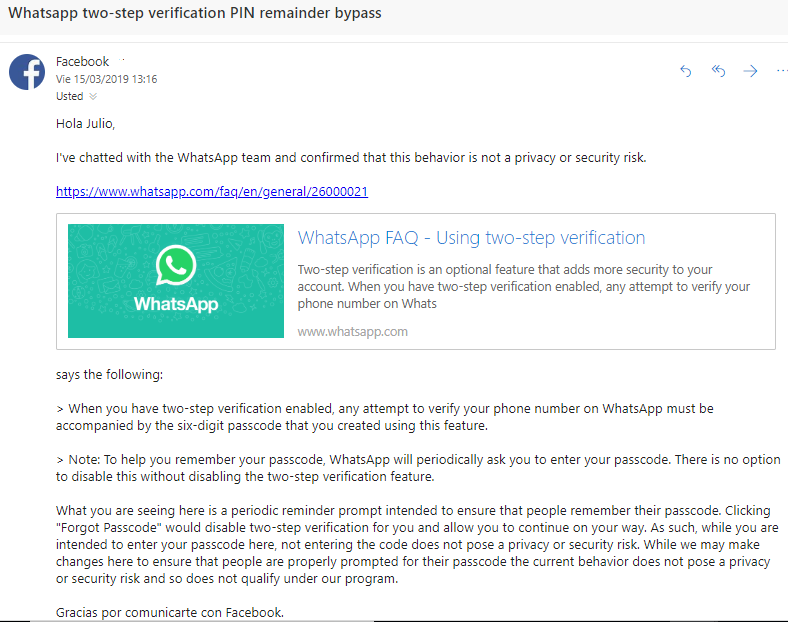 Whatsapp two-step verification PIN remainder bypass
Facebook
Vie 15/03/2019 13:16
Usted
Hola Julio,
I've chatted with the WhatsApp team and confirmed that this behavior is not a privacy or security risk.
https://www.whatsapp.com/faq/en/general/26000021
WhatsApp
WhatsApp FAQ - Using two-step verification
Two-step verification is an optional feature that adds more security to your
account. When you have two-step verification enabled, any attempt to verify your
phone number on Whats
www.whatsapp.com
says the following:
> When you have two-step verification enabled, any attempt to verify your phone number on WhatsApp must be
accompanied by the six-digit passcode that you created using this feature.
> Note: To help you remember your passcode, WhatsApp will periodically ask you to enter your passcode. There is no option
to disable this without disabling the two-step verification feature.
What you are seeing here is a periodic reminder prompt intended to ensure that people remember their passcode. Clicking
"Forgot Passcode" would disable two-step verification for you and allow you to continue on your way. As such, while you are
intended to enter your passcode here, not entering the code does not pose a privacy or security risk. While we may make
changes here to ensure that people are properly prompted for their passcode the current behavior does not pose a privacy
or security risk and so does not qualify under our program.
Gracias por comunicarte con Facebook.